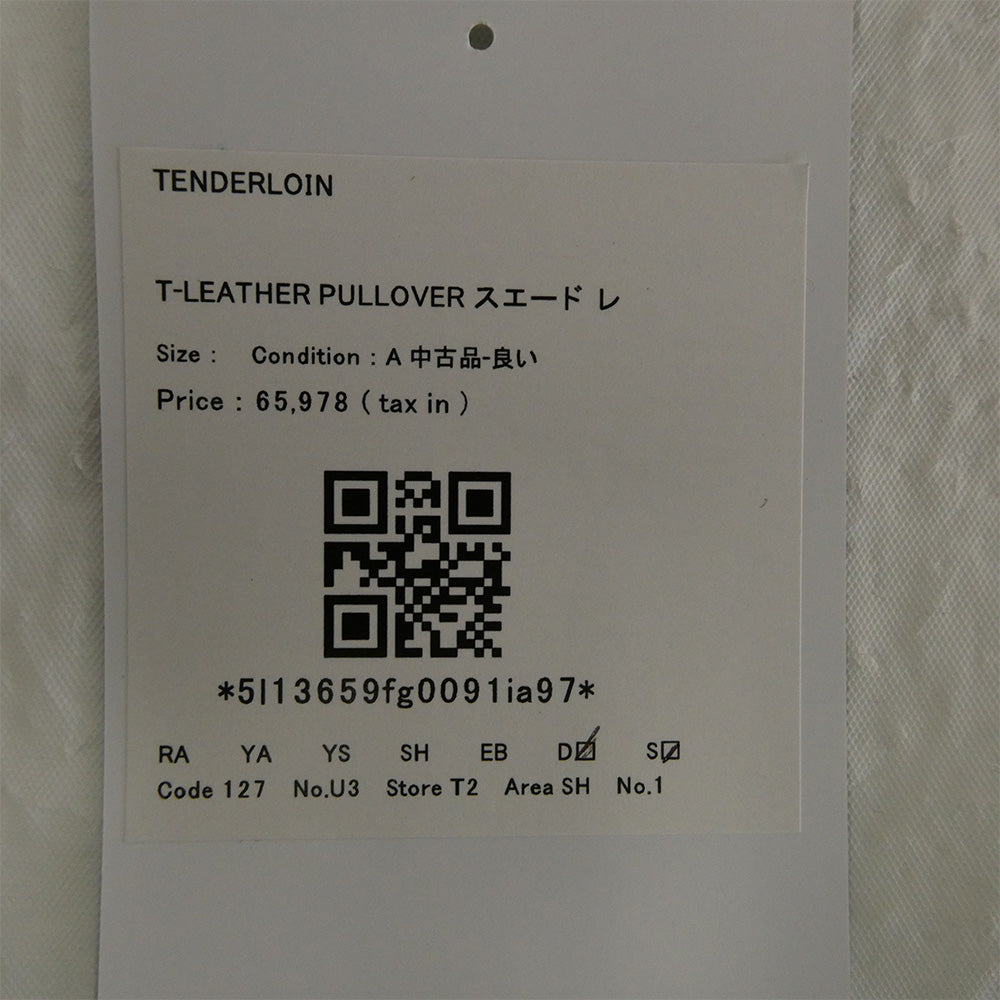 TENDERLOIN
T-LEATHER PULLOVER スエード レ
Size : Condition : A 中古品-良い
Price : 65,978 ( tax in )
*5l13659fg0091ia97*
RA YA YS SH EB D☑ S☑
Code 127 No.U3 Store T2 Area SH No.1